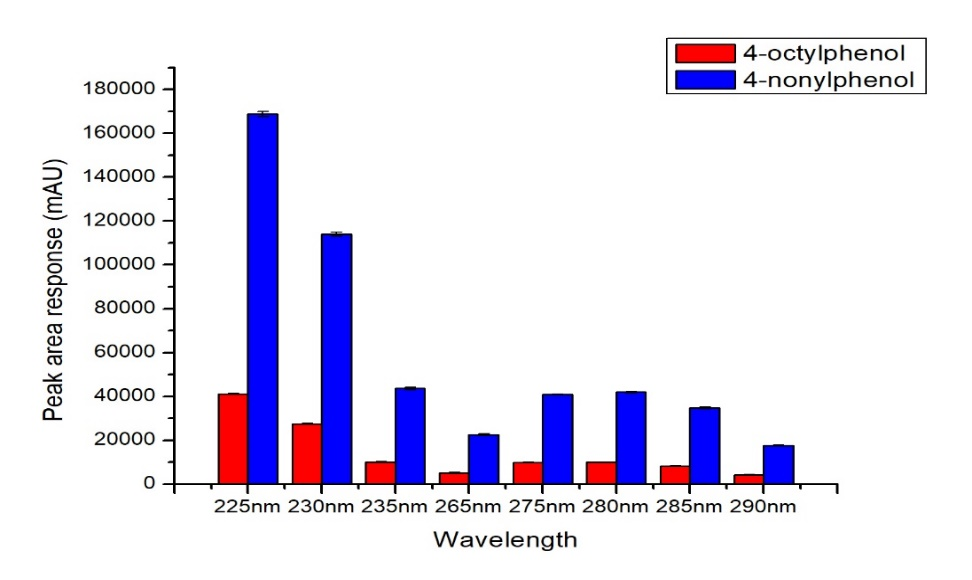 4-octylphenol
4-nonylphenol
Peak area response (mAU)
180000
160000
140000
120000
100000
80000
60000
40000
20000
0
225nm 230nm 235nm 265nm 275nm 280nm 285nm 290nm
Wavelength